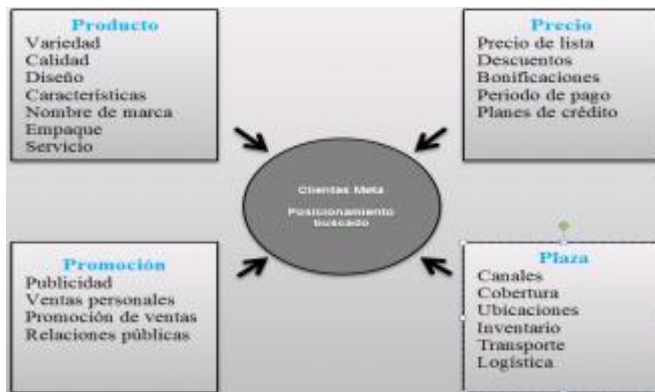 Producto
Variedad
Calidad
Diseño
Características
Nombre de marca
Empaque
Servicio
Precio
Precio de lista
Descuentos
Bonificaciones
Periodo de pago
Planes de crédito
Clientes Meta
Posicionamiento
buscado
Promoción
Publicidad
Ventas personales
Promoción de ventas
Relaciones públicas
Plaza
Canales
Cobertura
Ubicaciones
Inventario
Transporte
Logística